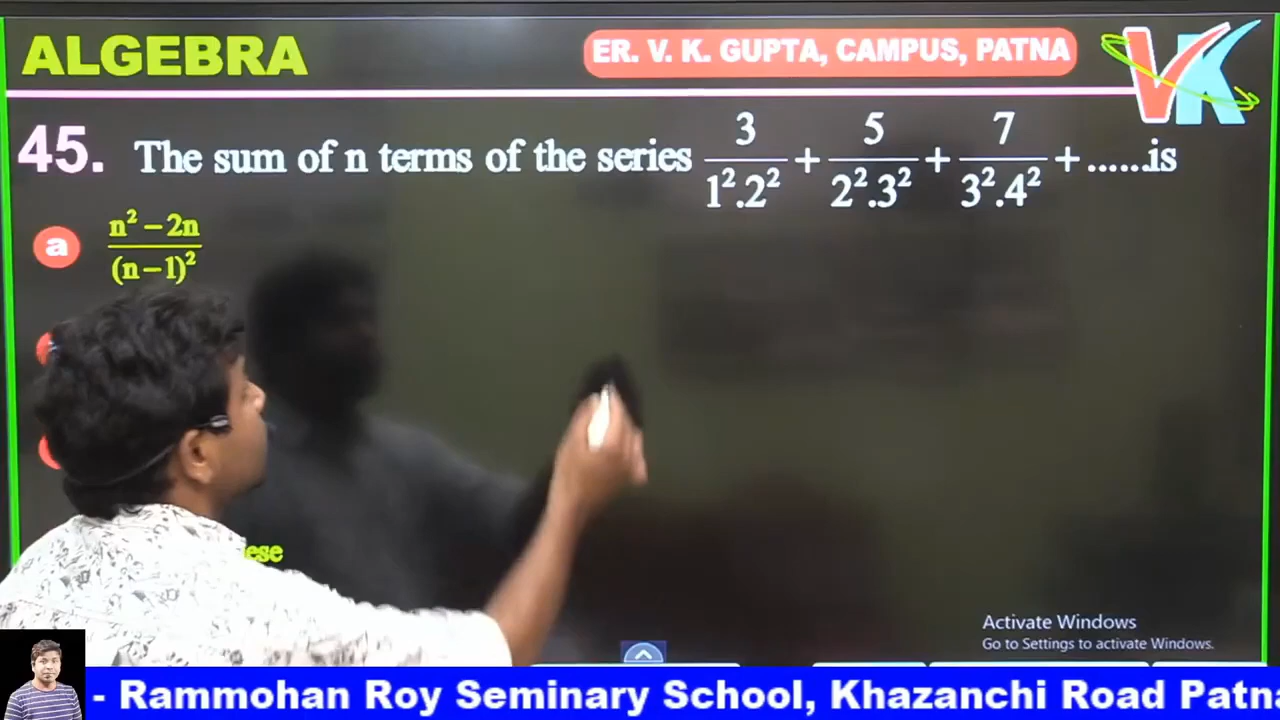 ALGEBRA
ER. V. K. GUPTA, CAMPUS, PATNA
VK
45. The sum of n terms of the series 3/(1².2²) + 5/(2².3²) + 7/(3².4²) + ......is
a (n² – 2n)/(n–1)²
Activate Windows
Go to Settings to activate Windows.
- Rammohan Roy Seminary School, Khazanchi Road